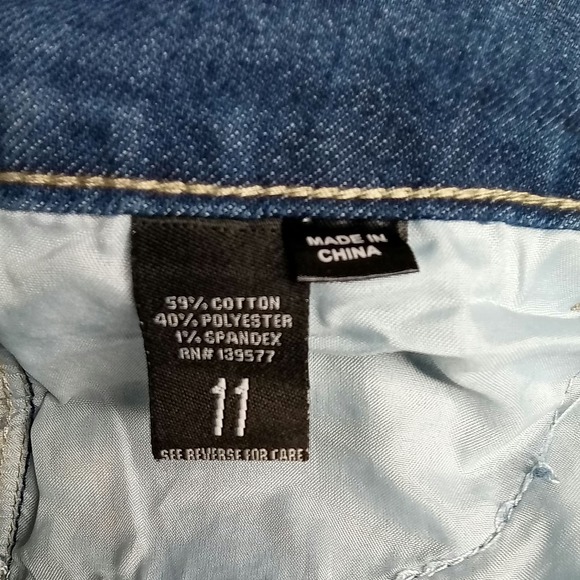 MADE IN
CHINA
59% COTTON
40% POLYESTER
1% SPANDEX
RN# 139577
11
SEE REVERSE FOR CARE